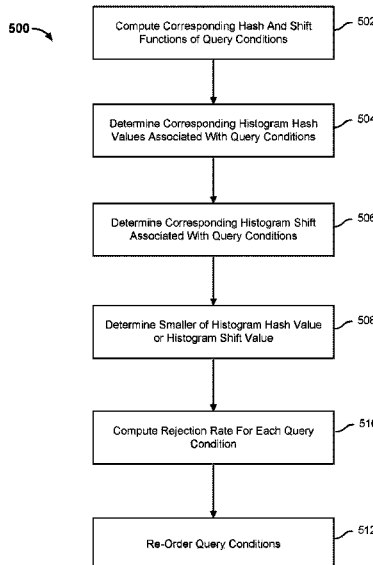 500
Compute Corresponding Hash And Shift
Functions of Query Conditions
502
Determine Corresponding Histogram Hash
Values Associated With Query Conditions
504
Determine Corresponding Histogram Shift
Associated With Query Conditions
506
Determine Smaller of Histogram Hash Value
or Histogram Shift Value
508
Compute Rejection Rate For Each Query
Condition
516
Re-Order Query Conditions
512